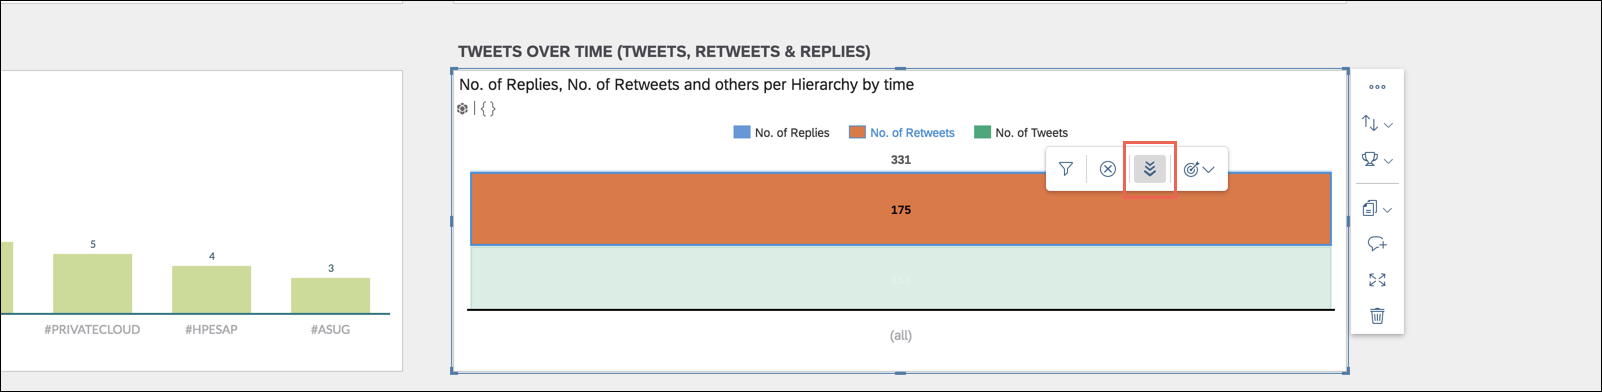 TWEETS OVER TIME (TWEETS, RETWEETS & REPLIES)
No. of Replies, No. of Retweets and others per Hierarchy by time
| { }
No. of Replies No. of Retweets No. of Tweets
331
175
(all)
5
4
3
#PRIVATECLOUD #HPESAP #ASUG